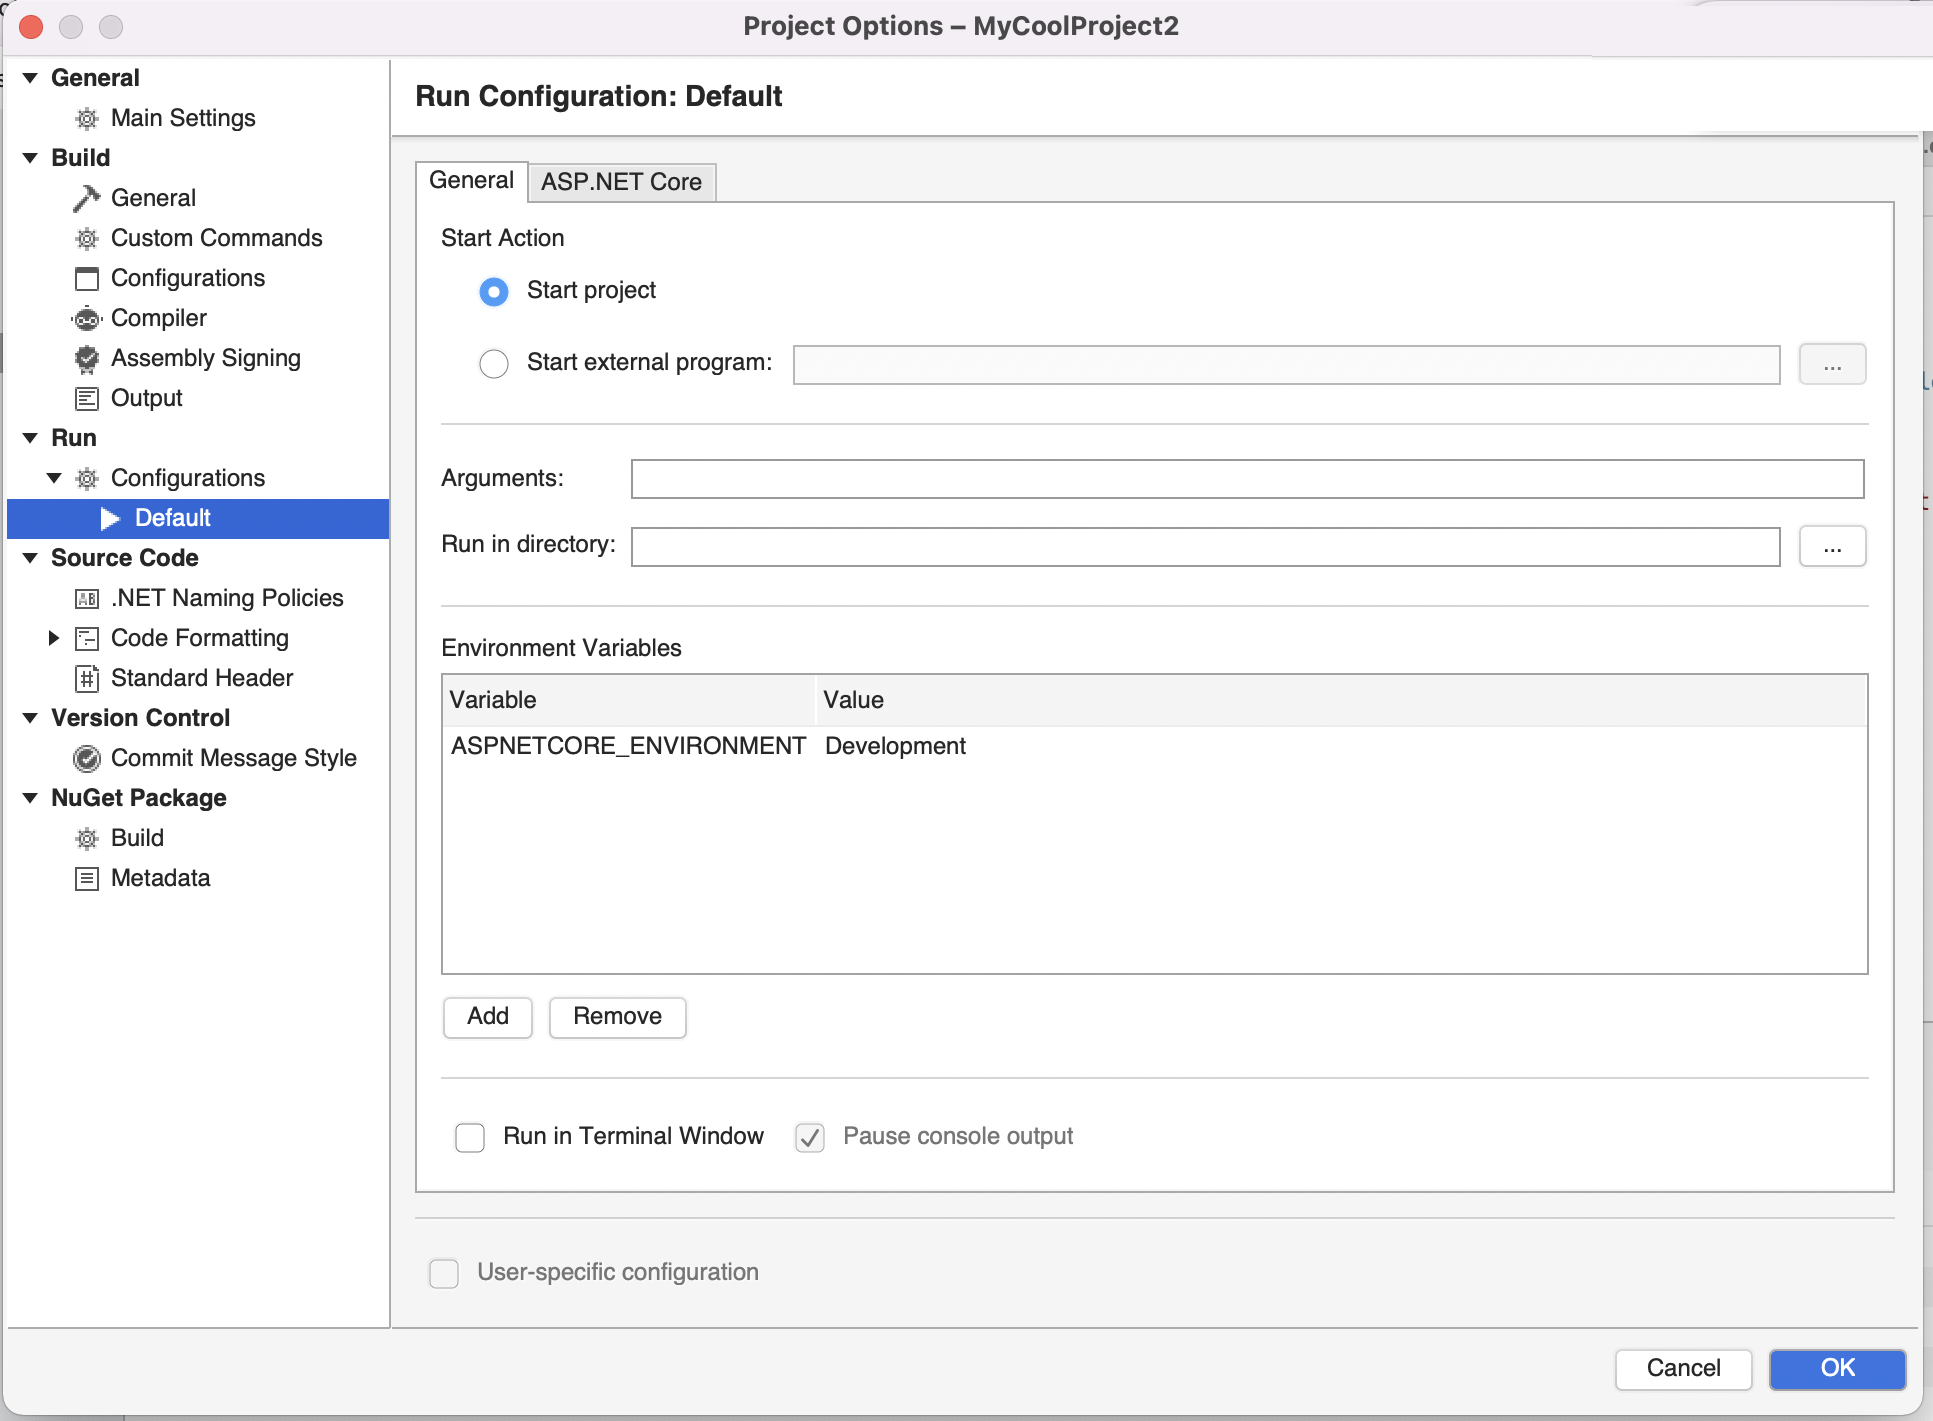 Project Options – MyCoolProject2
General
Main Settings
Build
General
Custom Commands
Configurations
Compiler
Assembly Signing
Output
Run
Configurations
Default
Source Code
.NET Naming Policies
Code Formatting
Standard Header
Version Control
Commit Message Style
NuGet Package
Build
Metadata
Run Configuration: Default
General
ASP.NET Core
Start Action
Start project
Start external program:
...
Arguments:
Run in directory:
...
Environment Variables
Variable Value
ASPNETCORE_ENVIRONMENT Development
Add Remove
Run in Terminal Window Pause console output
User-specific configuration
Cancel OK